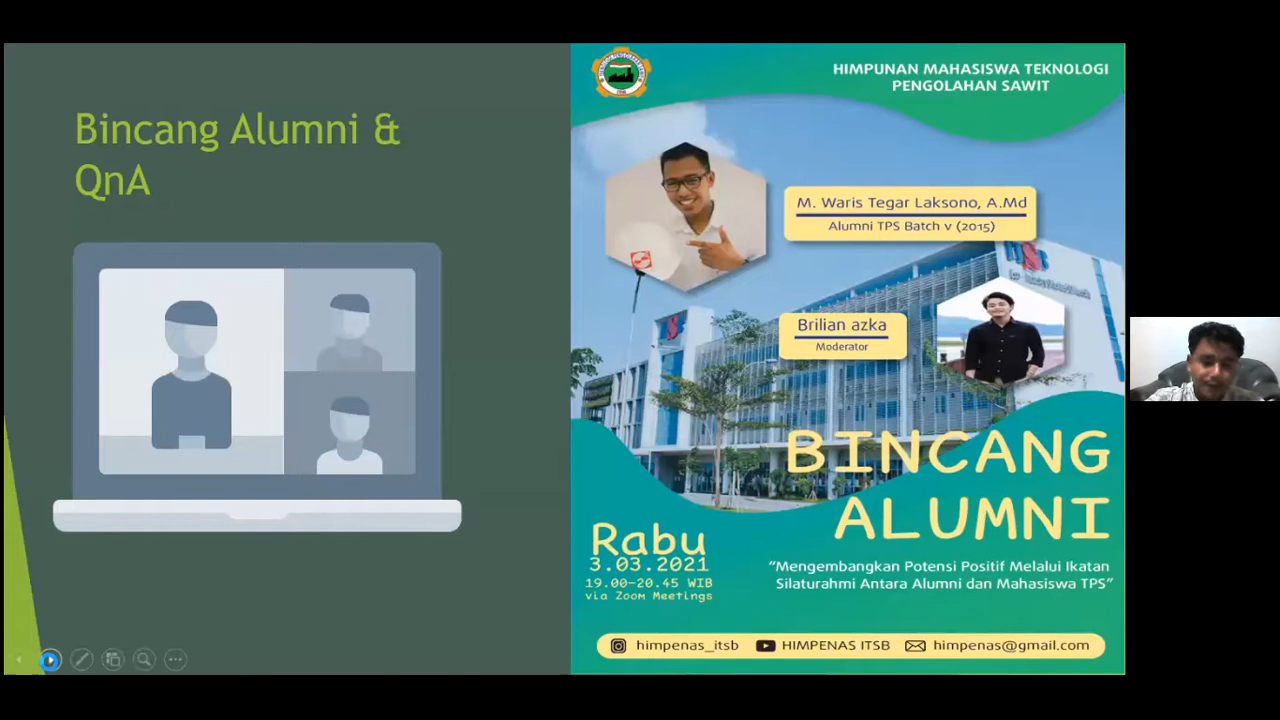 Bincang Alumni &
QnA
HIMPUNAN MAHASISWA TEKNOLOGI
PENGOLAHAN SAWIT
M. Waris Tegar Laksono, A.Md
Alumni TPS Batch v (2015)
Brilian azka
Moderator
BINCANG
ALUMNI
Rabu
3.03.2021
19.00-20.45 WIB
via Zoom Meetings
"Mengembangkan Potensi Positif Melalui Ikatan
Silaturahmi Antara Alumni dan Mahasiswa TPS"
himpenas_itsb
HIMPENAS ITSB
himpenas@gmail.com